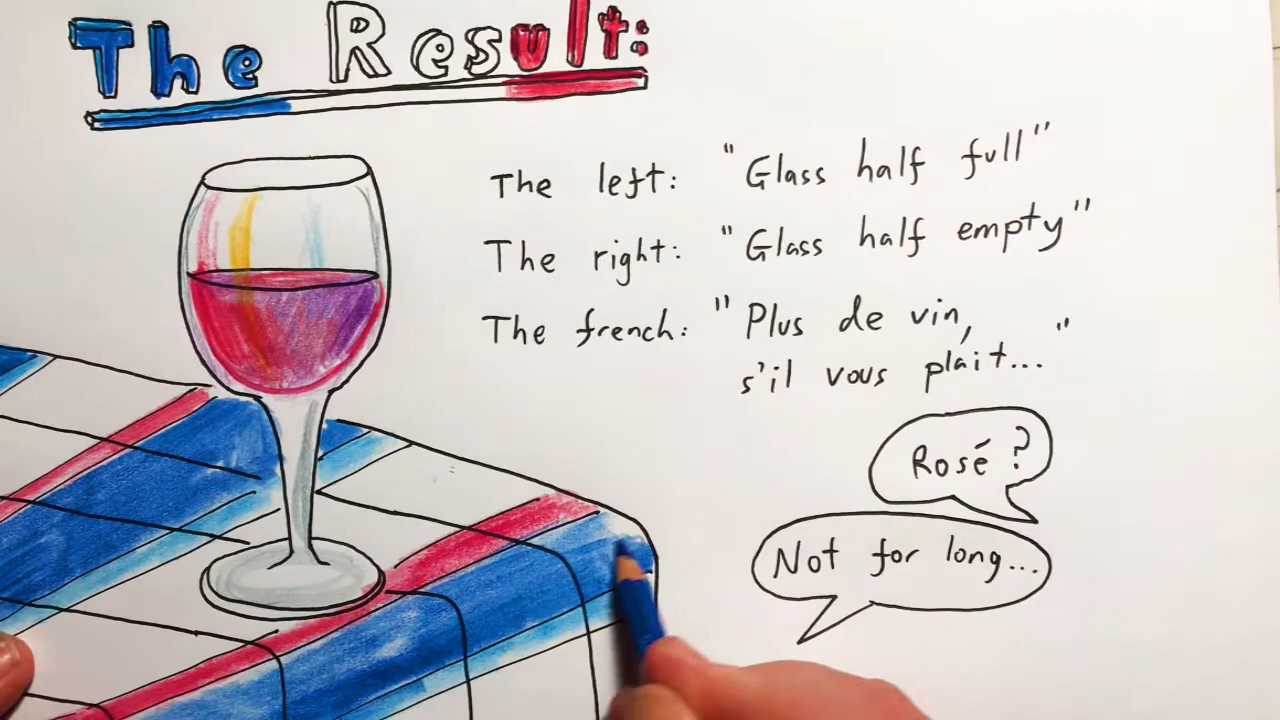 The Result:
The left: "Glass half full"
The right: "Glass half empty"
The french: "Plus de vin,
s'il vous plaît..."
Rosé?
Not for long...